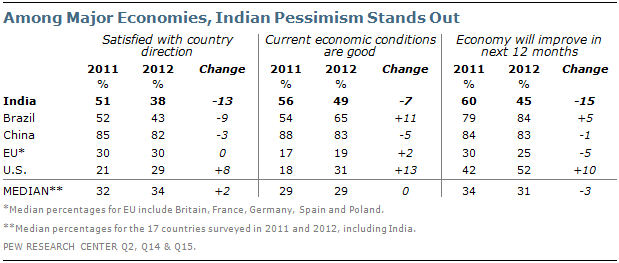 Among Major Economies, Indian Pessimism Stands Out
Satisfied with country direction Current economic conditions are good Economy will improve in next 12 months
2011 2012 Change 2011 2012 Change 2011 2012 Change
% % % % % %
India 51 38 -13 56 49 -7 60 45 -15
Brazil 52 43 -9 54 65 +11 79 84 +5
China 85 82 -3 88 83 -5 84 83 -1
EU* 30 30 0 17 19 +2 30 25 -5
U.S. 21 29 +8 18 31 +13 42 52 +10
MEDIAN** 32 34 +2 29 29 0 34 31 -3
*Median percentages for EU include Britain, France, Germany, Spain and Poland.
**Median percentages for the 17 countries surveyed in 2011 and 2012, including India.
PEW RESEARCH CENTER Q2, Q14 & Q15.